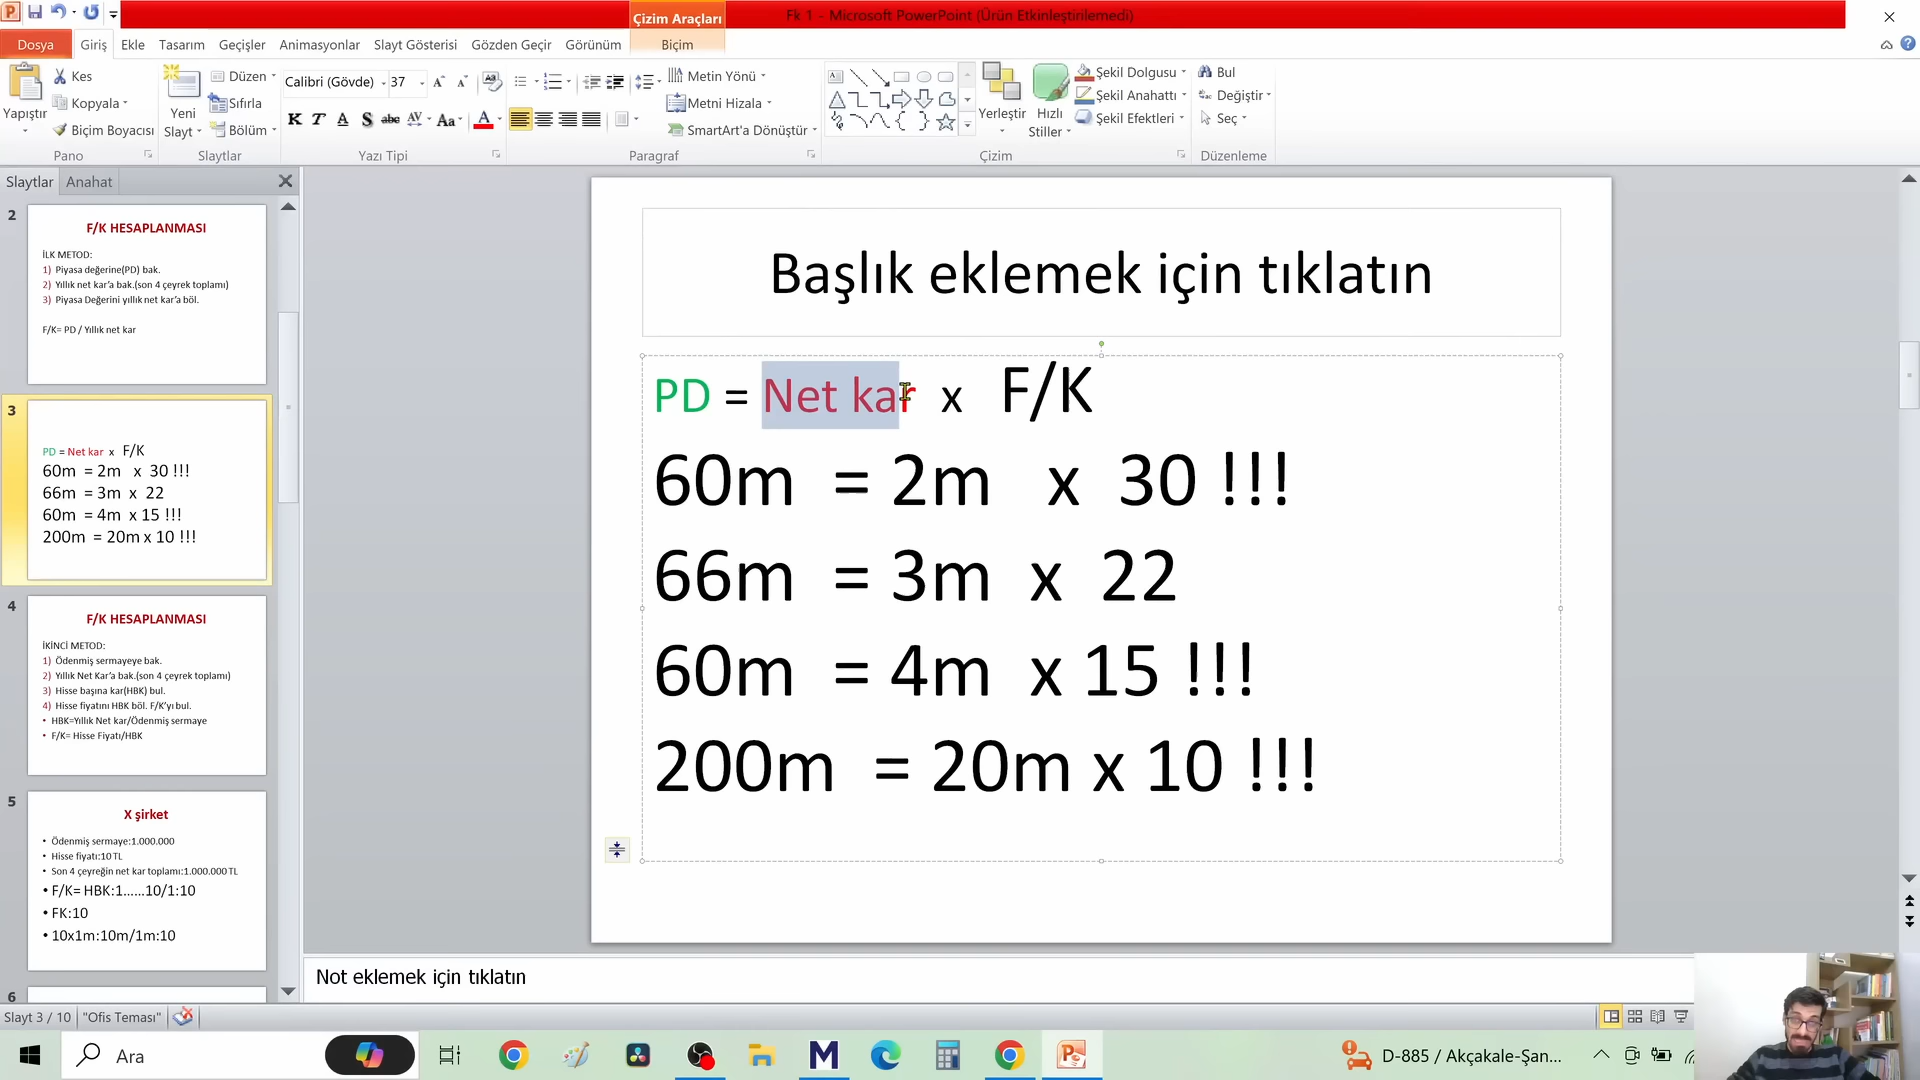 Çizim Araçları
Fk 1 - Microsoft PowerPoint (Ürün Etkinleştirilemedi)
Dosya Giriş Ekle Tasarım Geçişler Animasyonlar Slayt Gösterisi Gözden Geçir Görünüm Biçim
Yapıştır
Kes
Kopyala
Biçim Boyacısı
Pano
Yeni Slayt
Düzen
Sıfırla
Bölüm
Slaytlar
Calibri (Gövde) 37
K T A S abc AV Aa A
Yazı Tipi
Metin Yönü
Metni Hizala
SmartArt'a Dönüştür
Paragraf
Yerleştir
Hızlı Stiller
Şekil Dolgusu
Şekil Anahattı
Şekil Efektleri
Çizim
Bul
Değiştir
Seç
Düzenleme
Slaytlar Anahat
2
F/K HESAPLANMASI
İLK METOD:
1) Piyasa değerine(PD) bak.
2) Yıllık net kar'a bak.(son 4 çeyrek toplamı)
3) Piyasa Değerini yıllık net kar'a böl.
F/K= PD / Yıllık net kar
3
PD = Net kar x F/K
60m = 2m x 30 !!!
66m = 3m x 22
60m = 4m x 15 !!!
200m = 20m x 10 !!!
4
F/K HESAPLANMASI
İKİNCİ METOD:
1) Ödenmiş sermayeye bak.
2) Yıllık Net Kar'a bak.(son 4 çeyrek toplamı)
3) Hisse başına kar(HBK) bul.
4) Hisse fiyatını HBK böl. F/K'yı bul.
• HBK=Yıllık Net kar/Ödenmiş sermaye
• F/K= Hisse Fiyatı/HBK
5
X şirket
• Ödenmiş sermaye:1.000.000
• Hisse fiyatı:10 TL
• Son 4 çeyreğin net kar toplamı:1.000.000 TL
• F/K= HBK:1......10/1:10
• FK:10
• 10x1m:10m/1m:10
6
Başlık eklemek için tıklatın
PD = Net kar x F/K
60m = 2m x 30 !!!
66m = 3m x 22
60m = 4m x 15 !!!
200m = 20m x 10 !!!
Not eklemek için tıklatın
Slayt 3 / 10 "Ofis Teması"
Ara
D-885 / Akçakale-Şan...